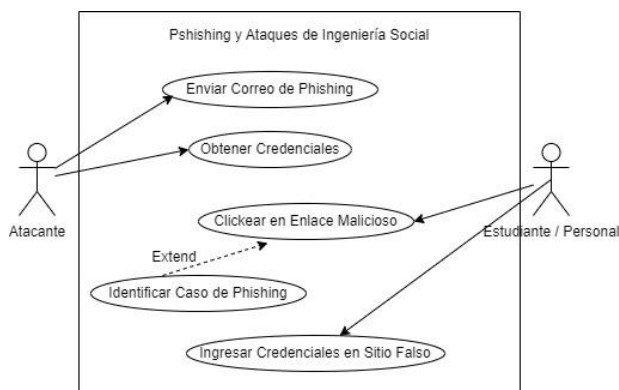 Pshishing y Ataques de Ingeniería Social
Enviar Correo de Phishing
Obtener Credenciales
Atacante
Clickear en Enlace Malicioso
Estudiante / Personal
Extend
Identificar Caso de Phishing
Ingresar Credenciales en Sitio Falso